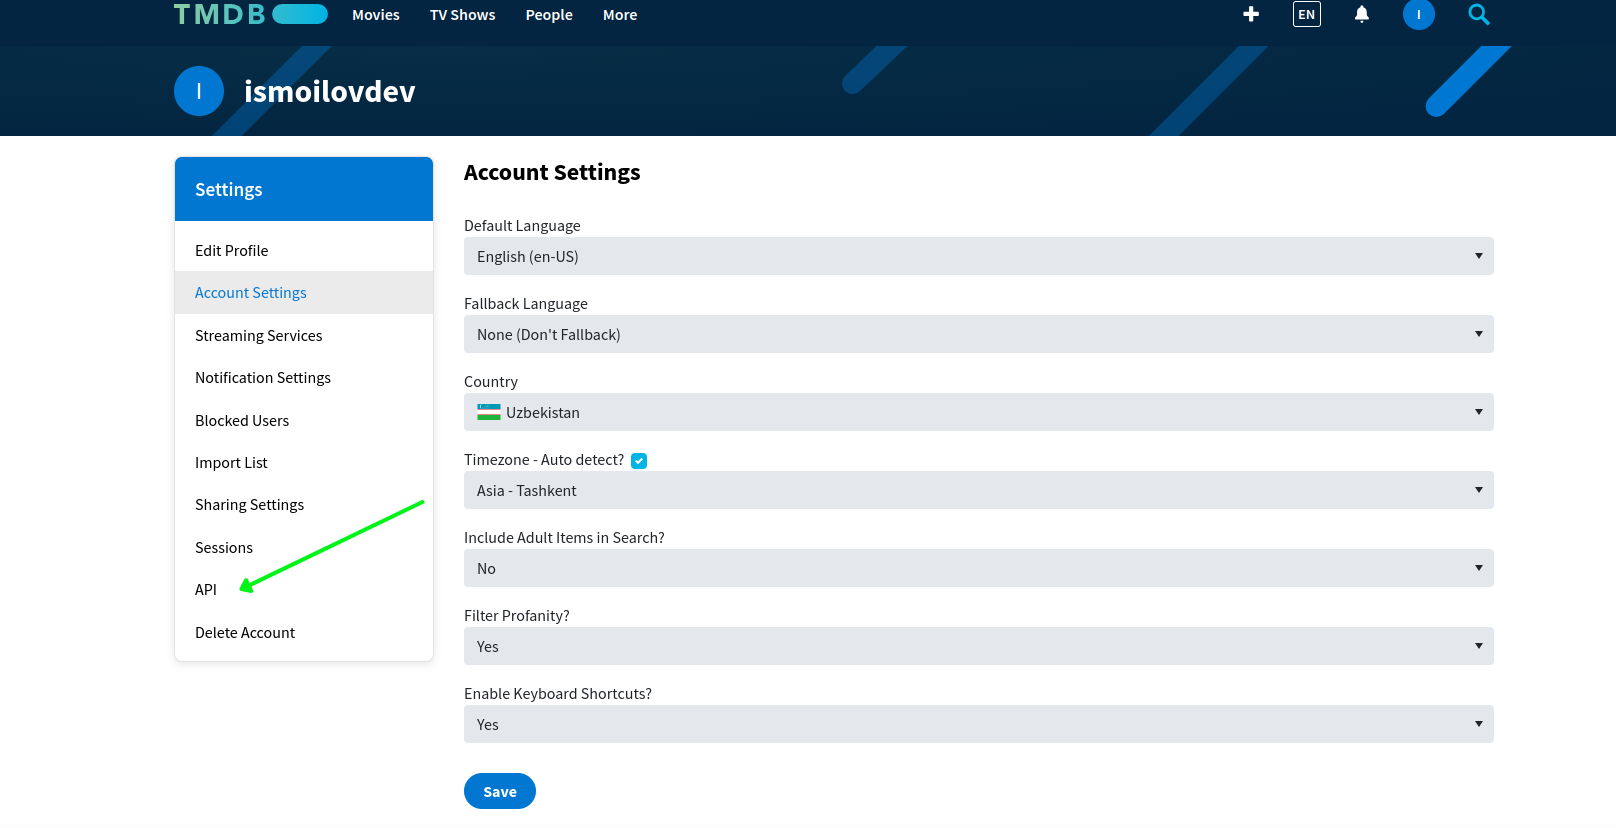 TMDB Movies TV Shows People More EN I
I ismoilovdev
Settings
Edit Profile
Account Settings
Streaming Services
Notification Settings
Blocked Users
Import List
Sharing Settings
Sessions
API
Delete Account
Account Settings
Default Language
English (en-US)
Fallback Language
None (Don't Fallback)
Country
Uzbekistan
Timezone - Auto detect?
Asia - Tashkent
Include Adult Items in Search?
No
Filter Profanity?
Yes
Enable Keyboard Shortcuts?
Yes
Save